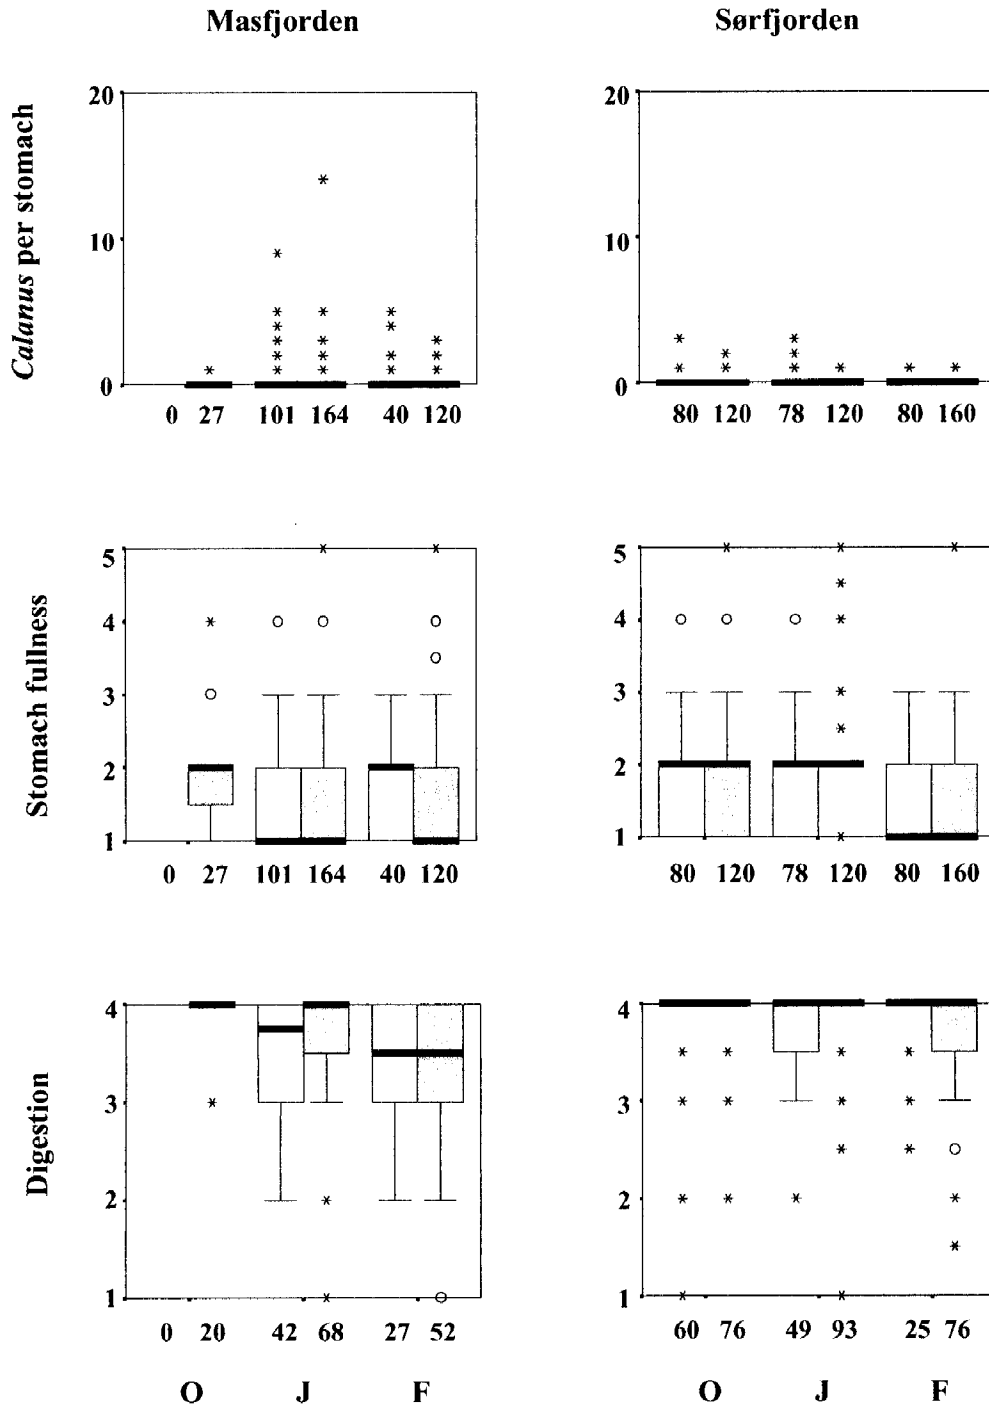 Masfjorden Sørfjorden
Calanus per stomach
20
10
0
0 27 101 164 40 120
20
10
0
80 120 78 120 80 160
Stomach fullness
5
4
3
2
1
0 27 101 164 40 120
5
4
3
2
1
80 120 78 120 80 160
Digestion
4
3
2
1
0 20 42 68 27 52
O J F
4
3
2
1
60 76 49 93 25 76
O J F